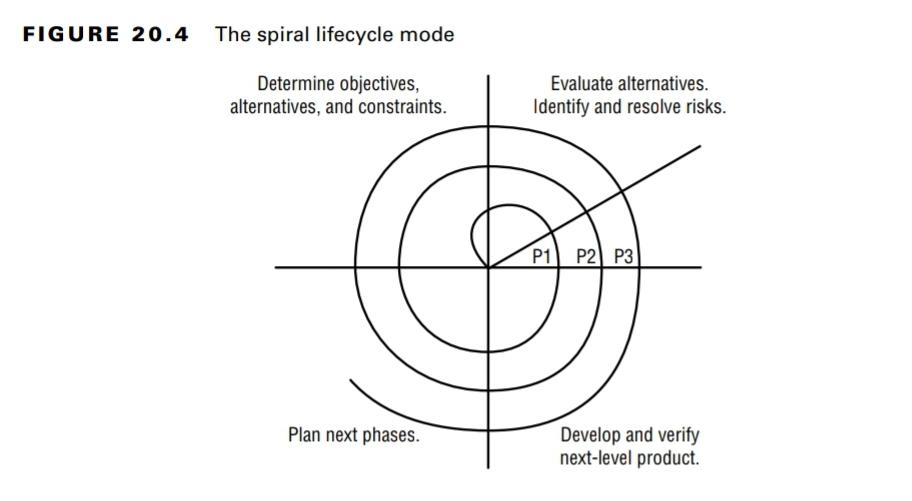 FIGURE 20.4 The spiral lifecycle mode
Determine objectives,
alternatives, and constraints.
Evaluate alternatives.
Identify and resolve risks.
P1 P2 P3
Plan next phases.
Develop and verify
next-level product.